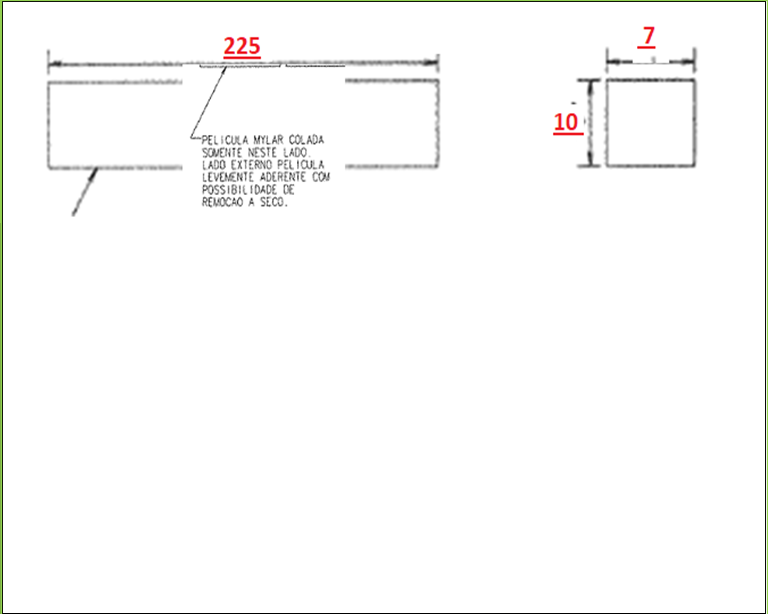 225
7
10
PELICULA MYLAR COLADA
SOMENTE NESTE LADO.
LADO EXTERNO PELICULA
LEVEMENTE ADERENTE COM
POSSIBILIDADE DE
REMOCAO A SECO.